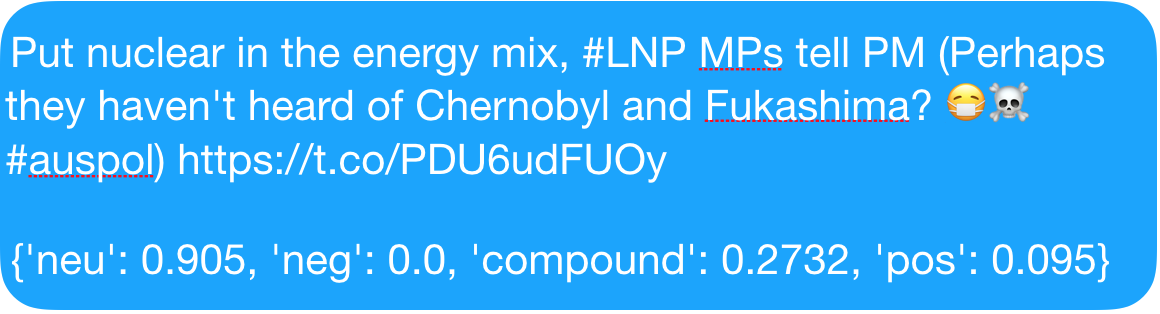 Put nuclear in the energy mix, #LNP MPs tell PM (Perhaps
they haven't heard of Chernobyl and Fukashima? 😷☠️
#auspol) https://t.co/PDU6udFUOy
{'neu': 0.905, 'neg': 0.0, 'compound': 0.2732, 'pos': 0.095}